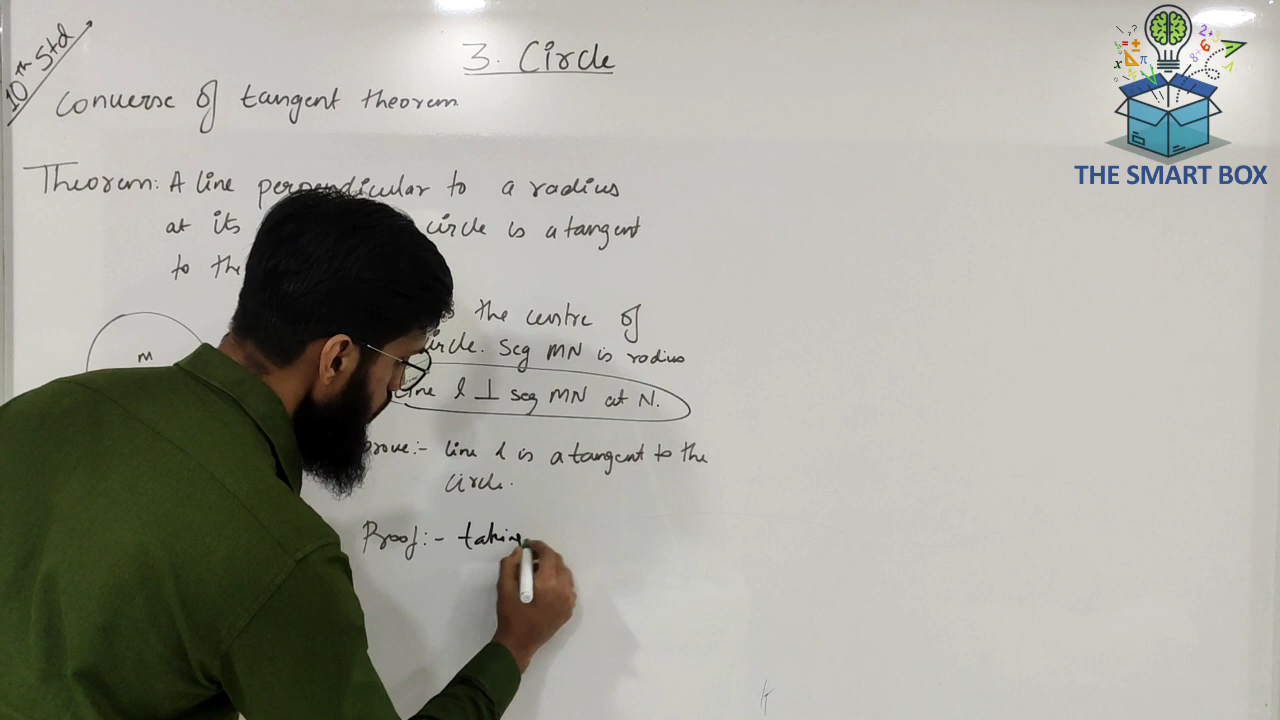 10th Std
3. Circle
Converse of tangent theorem
Theorem: A line perpendicular to a radius
at its circle is a tangent
to the
M
the centre of
circle. Seg MN is radius
line l ⊥ seg MN at N.
prove:- line l is a tangent to the
circle.
Proof:- taking
THE SMART BOX